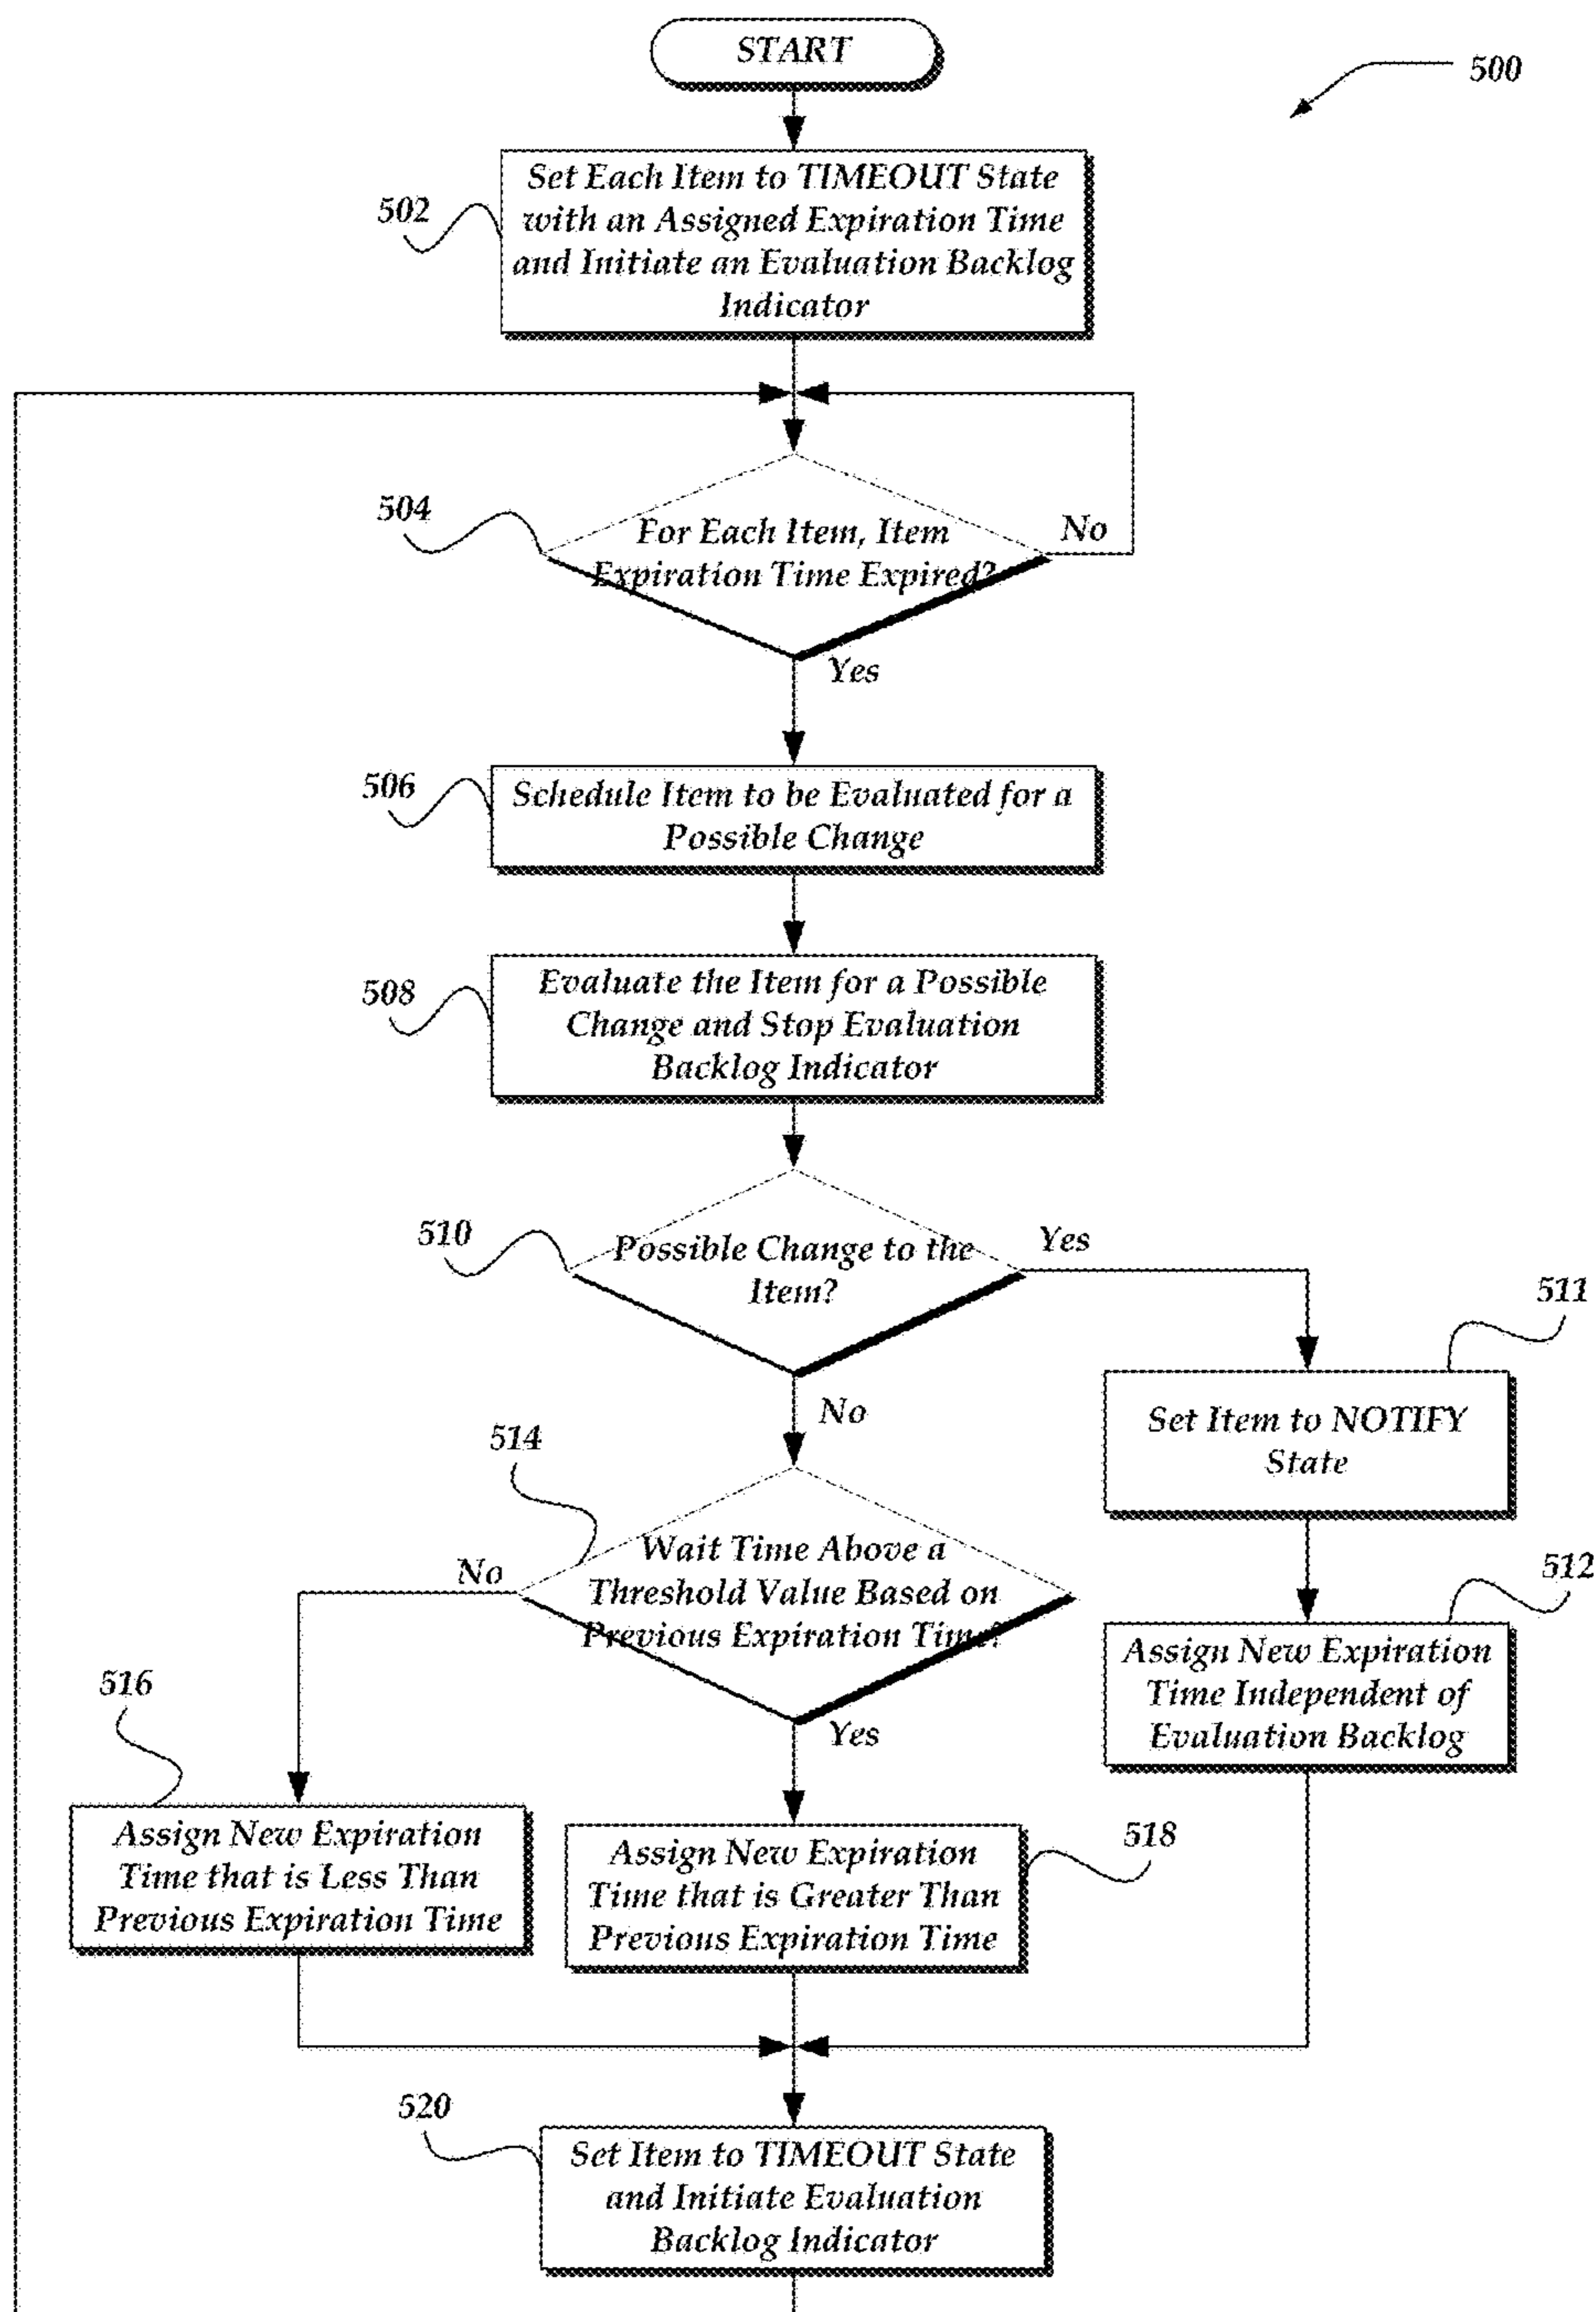 START
500
502
Set Each Item to TIMEOUT State
with an Assigned Expiration Time
and Initiate an Evaluation Backlog
Indicator
504
For Each Item, Item
Expiration Time Expired?
No
Yes
506
Schedule Item to be Evaluated for a
Possible Change
508
Evaluate the Item for a Possible
Change and Stop Evaluation
Backlog Indicator
510
Possible Change to the
Item?
Yes
No
511
Set Item to NOTIFY
State
512
Assign New Expiration
Time Independent of
Evaluation Backlog
514
Wait Time Above a
Threshold Value Based on
Previous Expiration Time?
No
Yes
516
Assign New Expiration
Time that is Less Than
Previous Expiration Time
518
Assign New Expiration
Time that is Greater Than
Previous Expiration Time
520
Set Item to TIMEOUT State
and Initiate Evaluation
Backlog Indicator